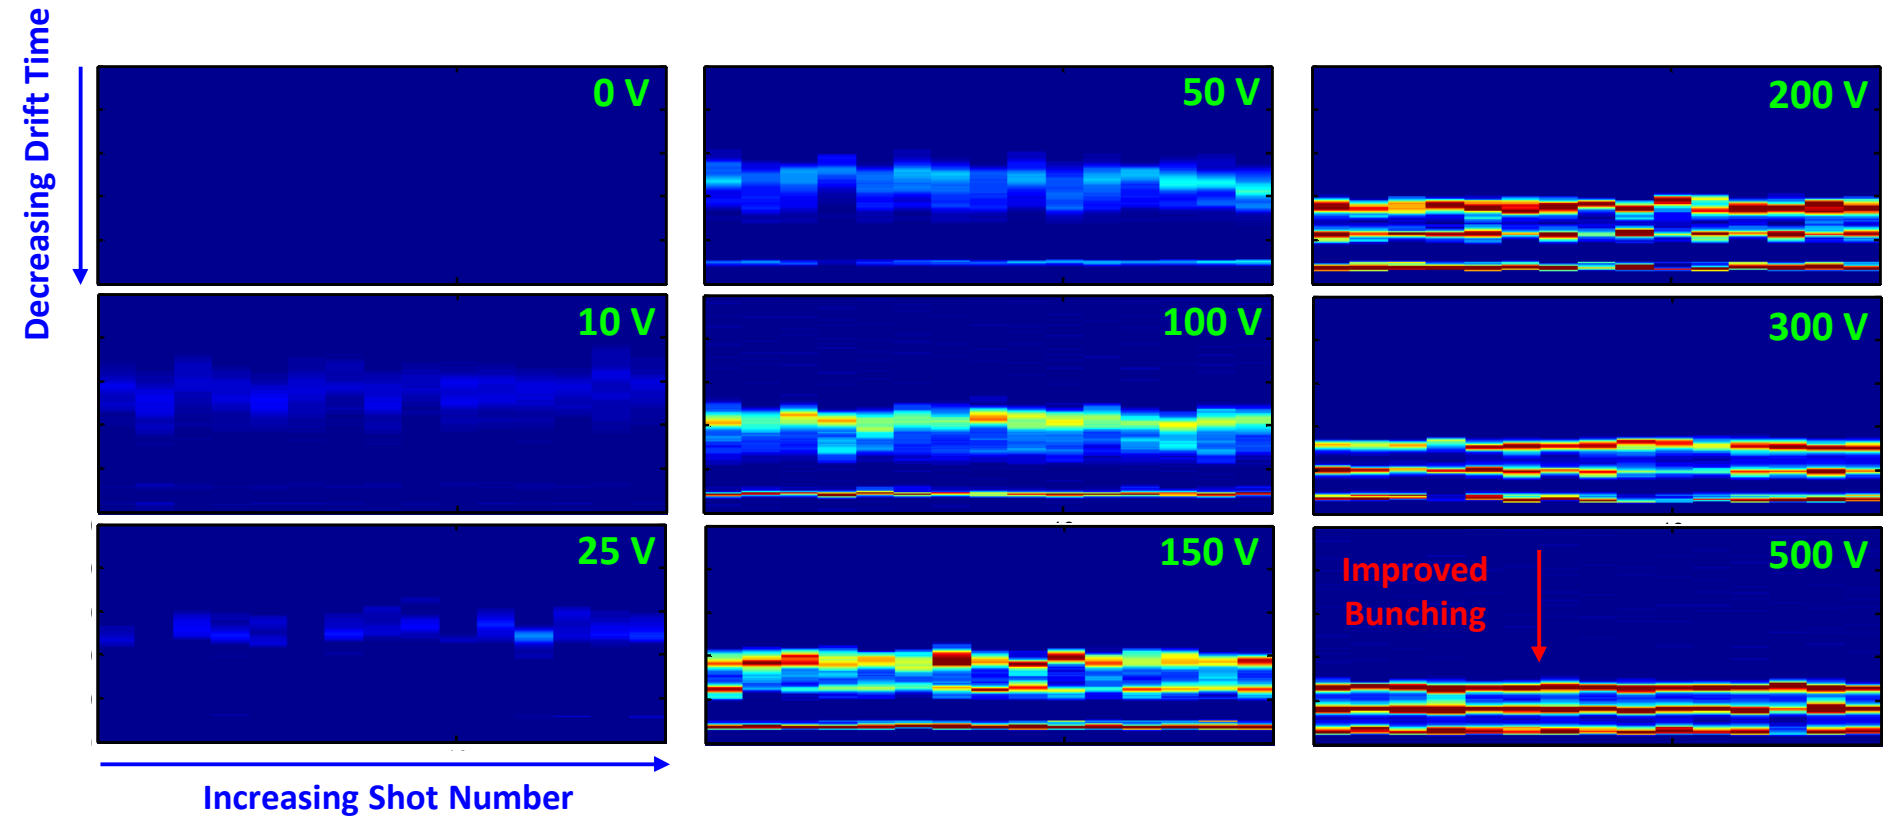 Decreasing Drift Time
0 V
50 V
200 V
10 V
100 V
300 V
25 V
150 V
500 V
Improved
Bunching
Increasing Shot Number